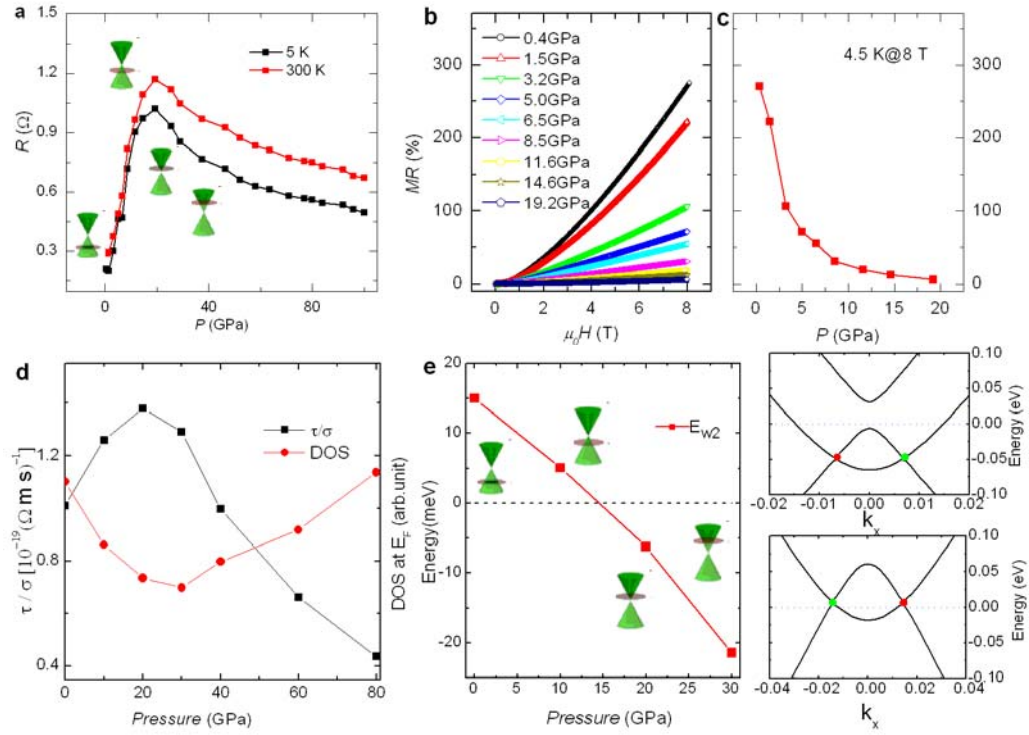 a
R (Ω)
1.5
1.2
0.9
0.6
0.3
5 K
300 K
0 40 80
P (GPa)
b
MR (%)
300
200
100
0
0.4GPa
1.5GPa
3.2GPa
5.0GPa
6.5GPa
8.5GPa
11.6GPa
14.6GPa
19.2GPa
0 2 4 6 8
μ0H (T)
c
4.5 K@8 T
300
200
100
0
0 5 10 15 20
P (GPa)
d
τ / σ [10⁻¹⁹(Ω m s)⁻¹
1.2
0.8
0.4
τ/σ
DOS
DOS at EF (arb.unit)
0 20 40 60 80
Pressure (GPa)
e
Energy(meV)
20
15
10
5
0
-5
-10
-15
-20
EW2
0 5 10 15 20 25 30
Pressure (GPa)
0.10
0.05
0.00
-0.05
-0.10
Energy (eV)
-0.02 -0.01 0.00 0.01 0.02
kx
0.10
0.05
0.00
0.05
0.10
Energy (eV)
-0.04 -0.02 0.00 0.02 0.04
kx